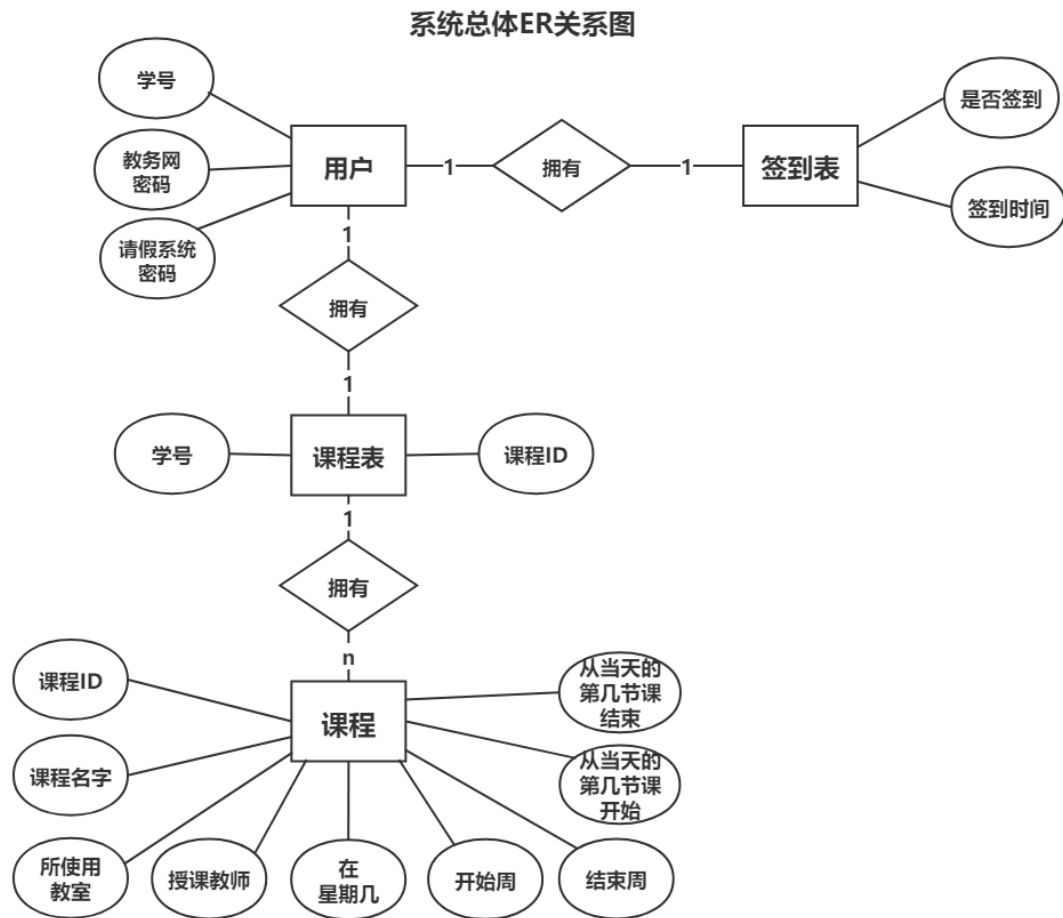 系统总体ER关系图
学号
是否签到
教务网
密码
用户
1
拥有
1
签到表
签到时间
请假系统
密码
1
拥有
1
学号
课程表
课程ID
1
拥有
n
课程ID
课程
从当天的
第几节课
结束
课程名字
从当天的
第几节课
开始
所使用
教室
授课教师
在
星期几
开始周
结束周